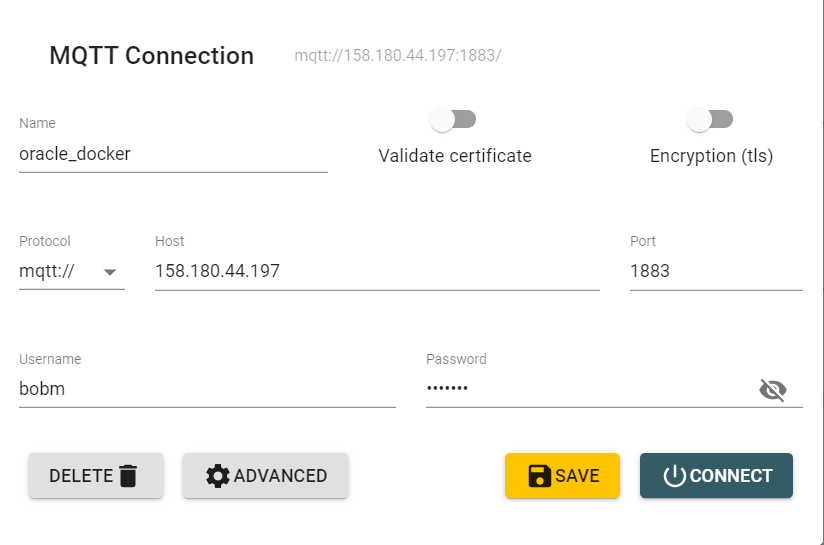 MQTT Connection mqtt://158.180.44.197:1883/
Name
oracle_docker
Validate certificate
Encryption (tls)
Protocol Host Port
mqtt:// 158.180.44.197 1883
Username Password
bobm •••••••
DELETE ADVANCED SAVE CONNECT